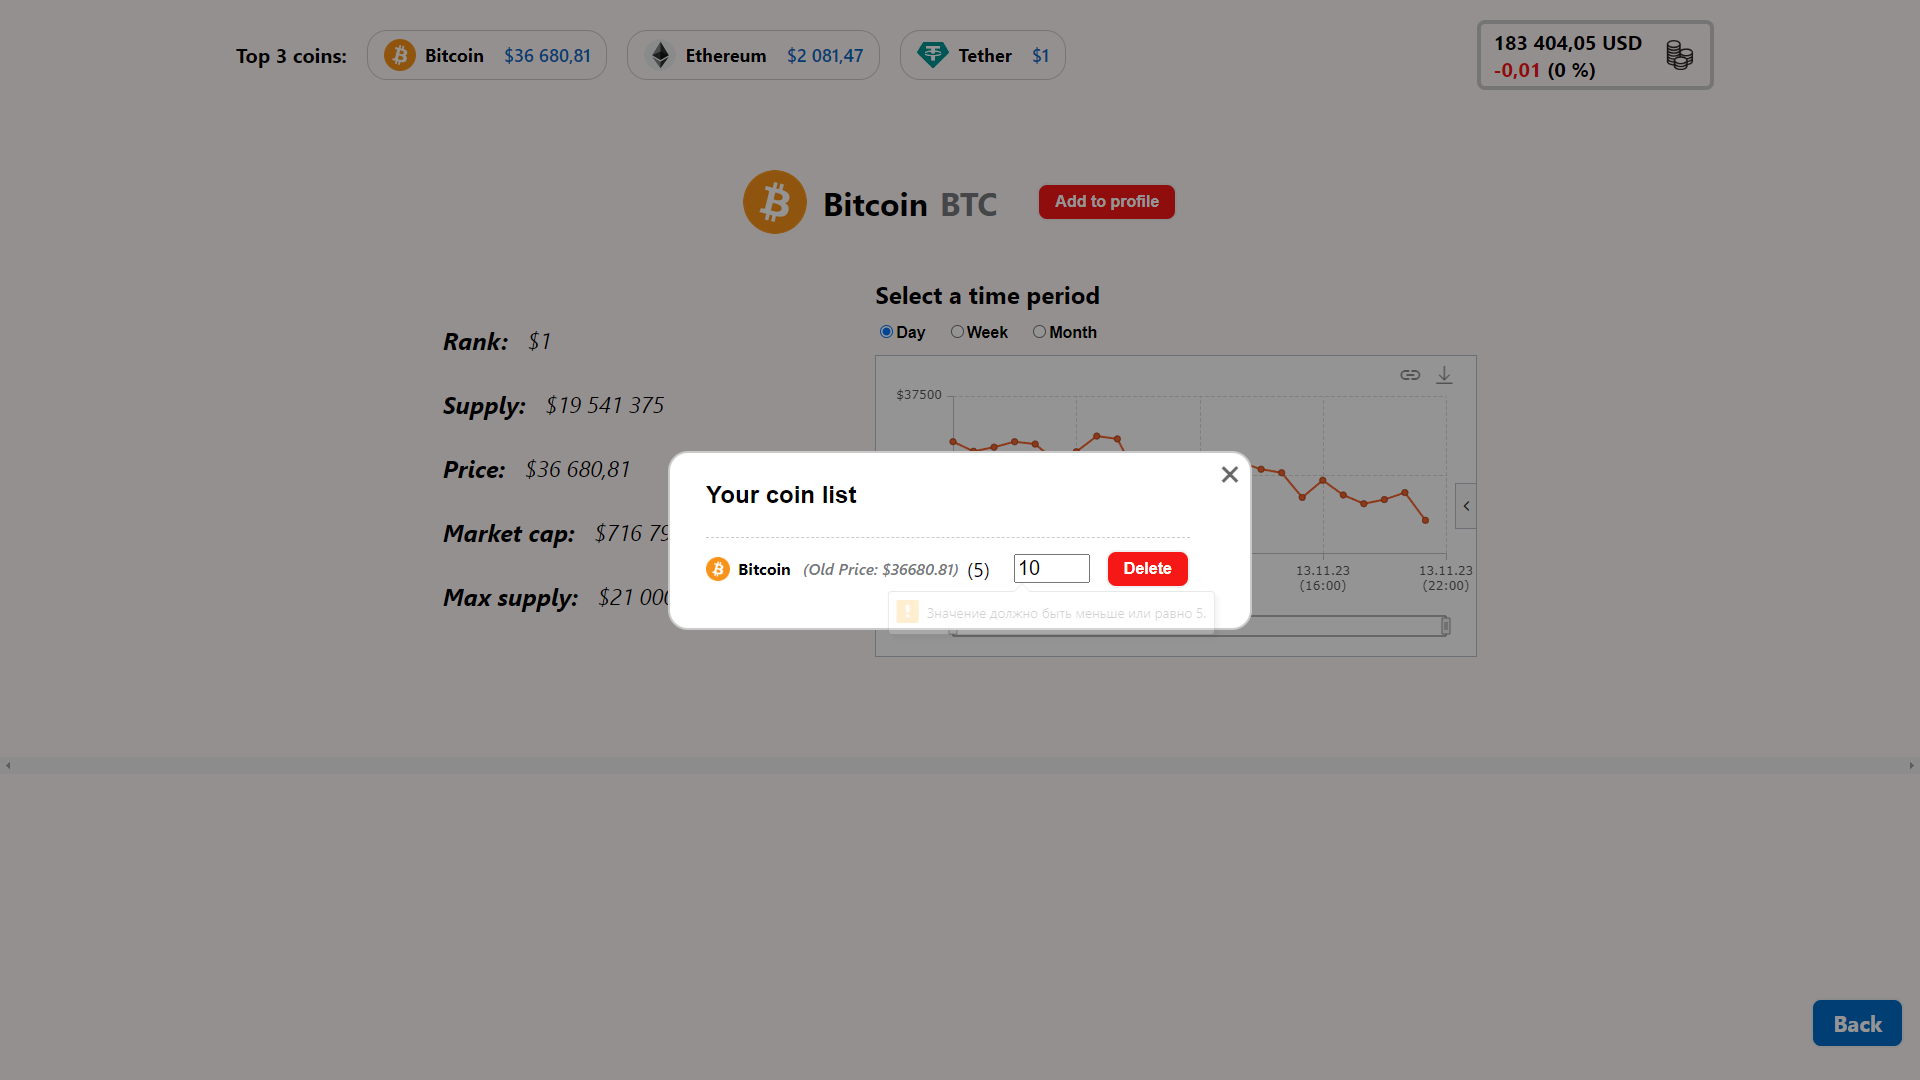 Top 3 coins:
Bitcoin $36 680,81
Ethereum $2 081,47
Tether $1
183 404,05 USD
-0,01 (0 %)
Bitcoin BTC
Add to profile
Select a time period
Day Week Month
Rank: $1
Supply: $19 541 375
Price: $36 680,81
Market cap: $716 79
Max supply: $21 000
$37500
Your coin list
Bitcoin (Old Price: $36680.81) (5) 10 Delete
Значение должно быть меньше или равно 5.
13.11.23
(16:00)
13.11.23
(22:00)
Back